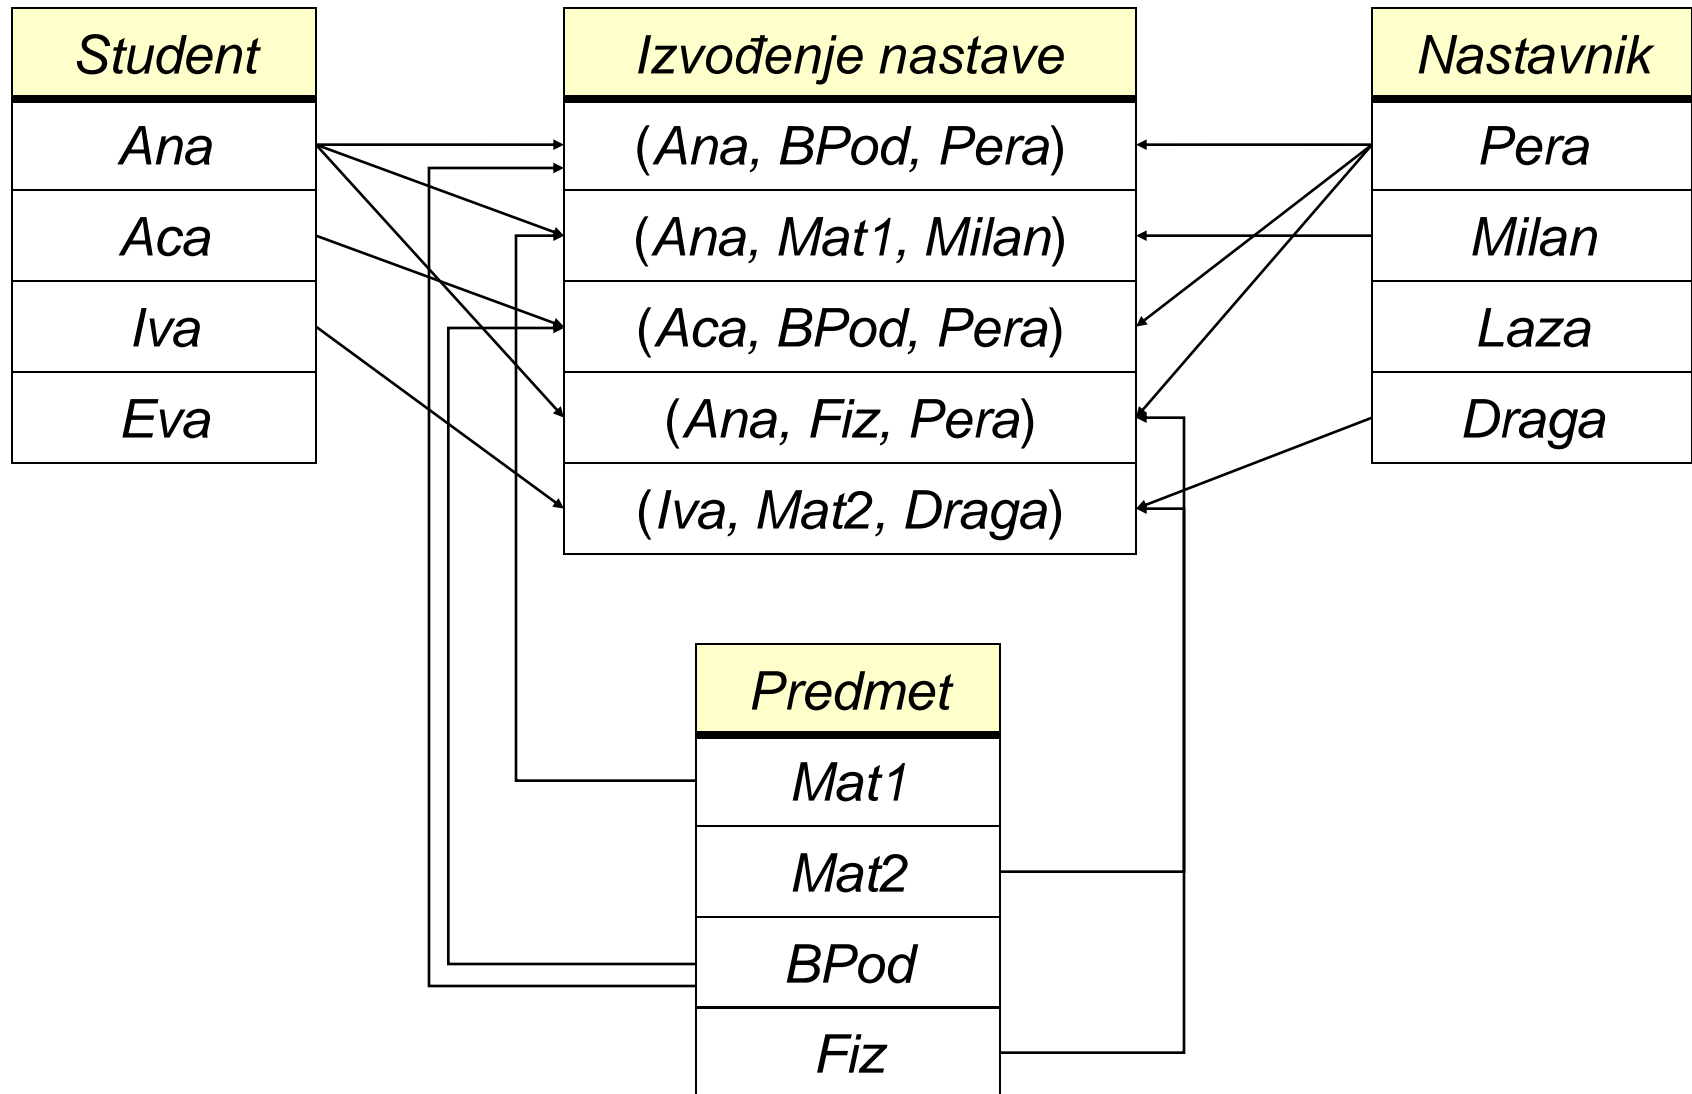 Student
Ana
Aca
Iva
Eva
Izvođenje nastave
(Ana, BPod, Pera)
(Ana, Mat1, Milan)
(Aca, BPod, Pera)
(Ana, Fiz, Pera)
(Iva, Mat2, Draga)
Nastavnik
Pera
Milan
Laza
Draga
Predmet
Mat1
Mat2
BPod
Fiz